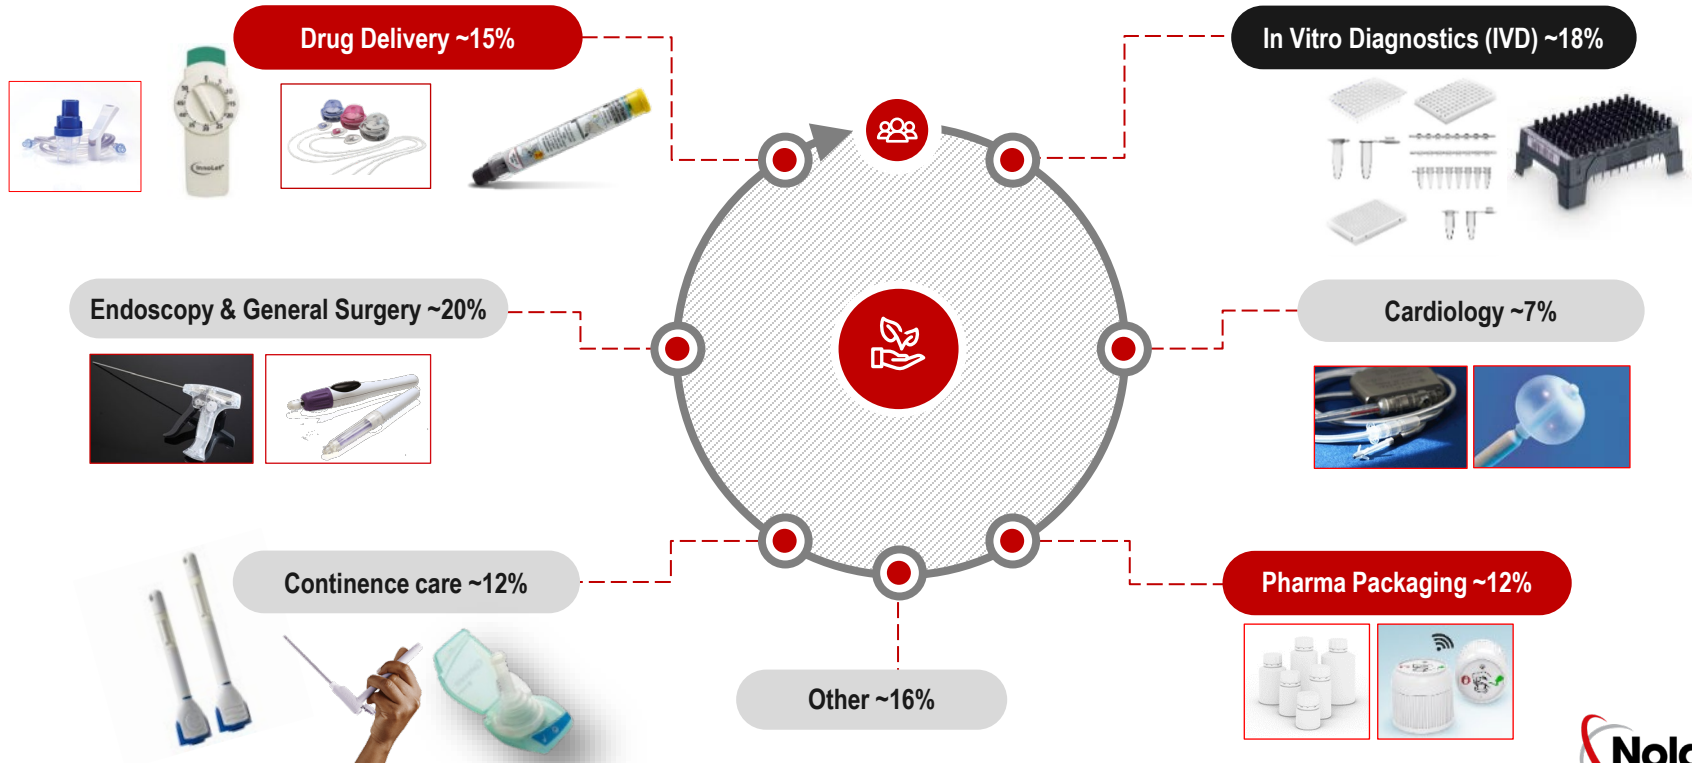 Drug Delivery ~15%
In Vitro Diagnostics (IVD) ~18%
Endoscopy & General Surgery ~20%
Cardiology ~7%
Continence care ~12%
Pharma Packaging ~12%
Other ~16%